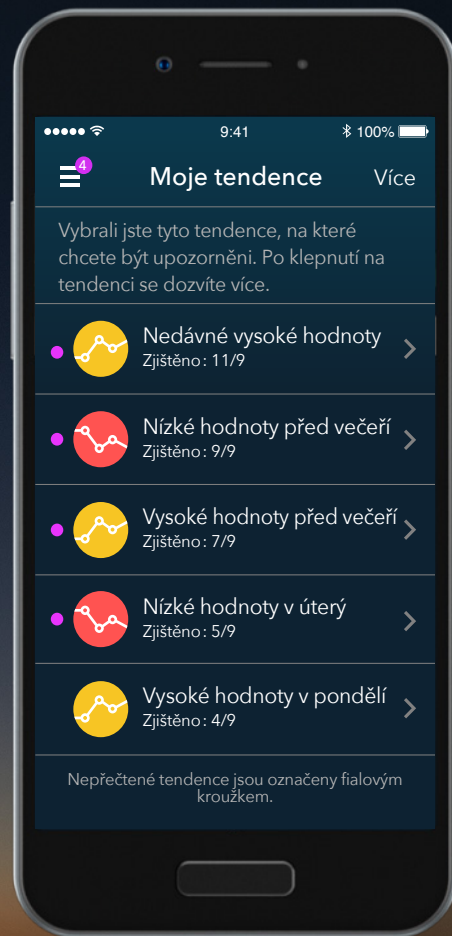 9:41
100%
4
Moje tendence
Více
Vybrali jste tyto tendence, na které
chcete být upozorněni. Po klepnutí na
tendenci se dozvíte více.
Nedávné vysoké hodnoty
Zjištěno: 11/9
Nízké hodnoty před večeří
Zjištěno: 9/9
Vysoké hodnoty před večeří
Zjištěno: 7/9
Nízké hodnoty v úterý
Zjištěno: 5/9
Vysoké hodnoty v pondělí
Zjištěno: 4/9
Nepřečtené tendence jsou označeny fialovým
kroužkem.